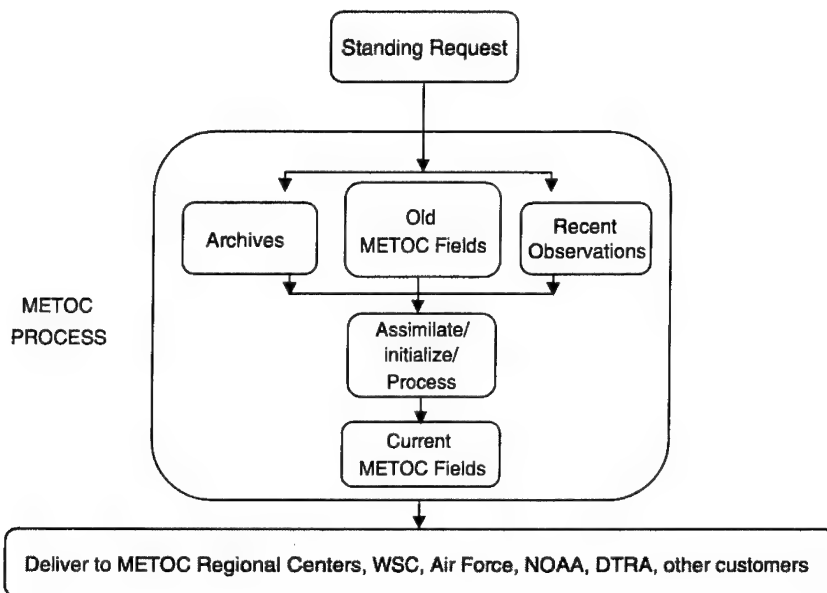 Standing Request
Archives
Old
METOC Fields
Recent
Observations
METOC
PROCESS
Assimilate/
initialize/
Process
Current
METOC Fields
Deliver to METOC Regional Centers, WSC, Air Force, NOAA, DTRA, other customers